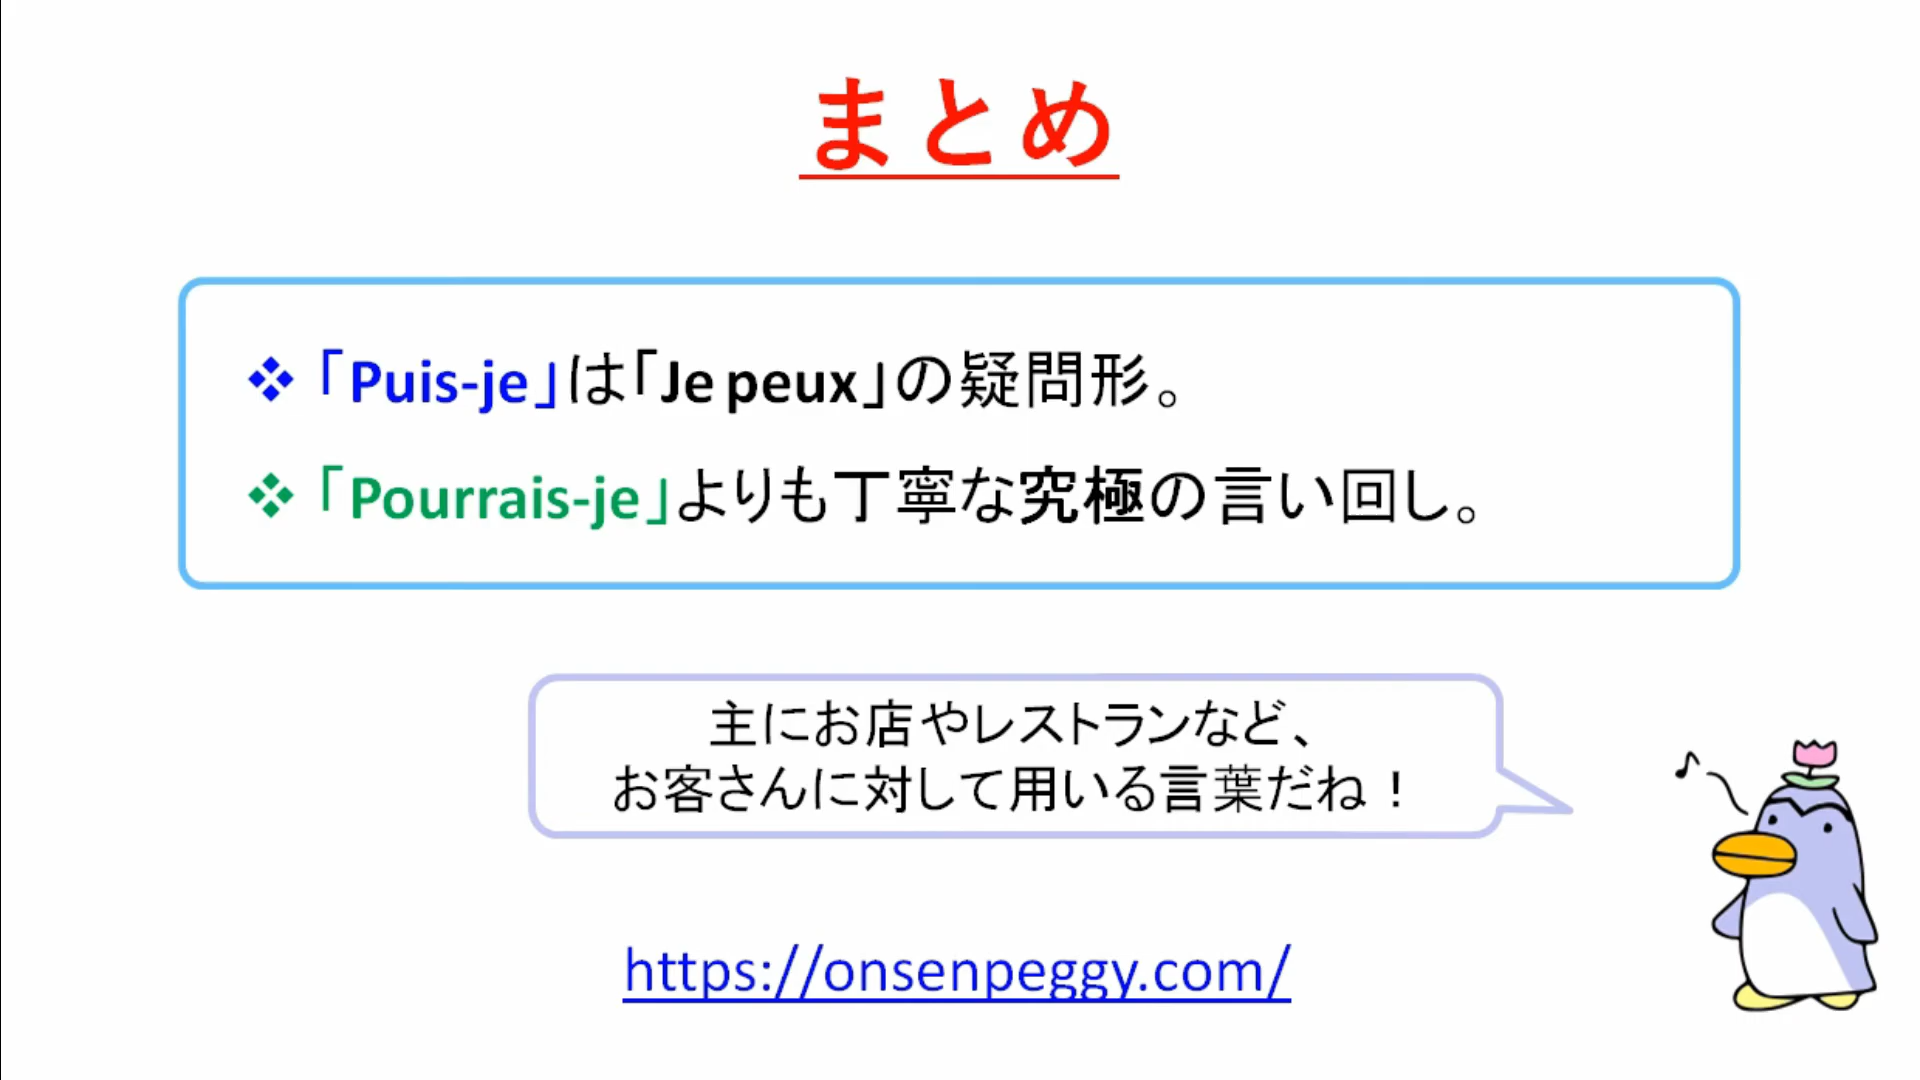 まとめ
「Puis-je」は「Je peux」の疑問形。
「Pourrais-je」よりも丁寧な究極の言い回し。
主にお店やレストランなど、
お客さんに対して用いる言葉だね！
https://onsenpeggy.com/